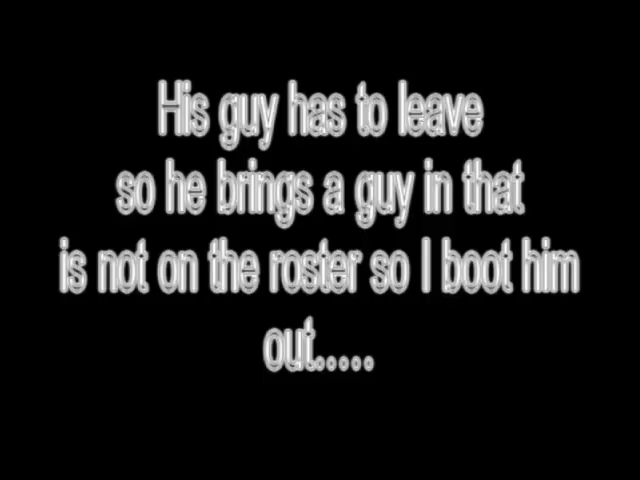 His guy has to leave
so he brings a guy in that
is not on the roster so I boot him
out.....